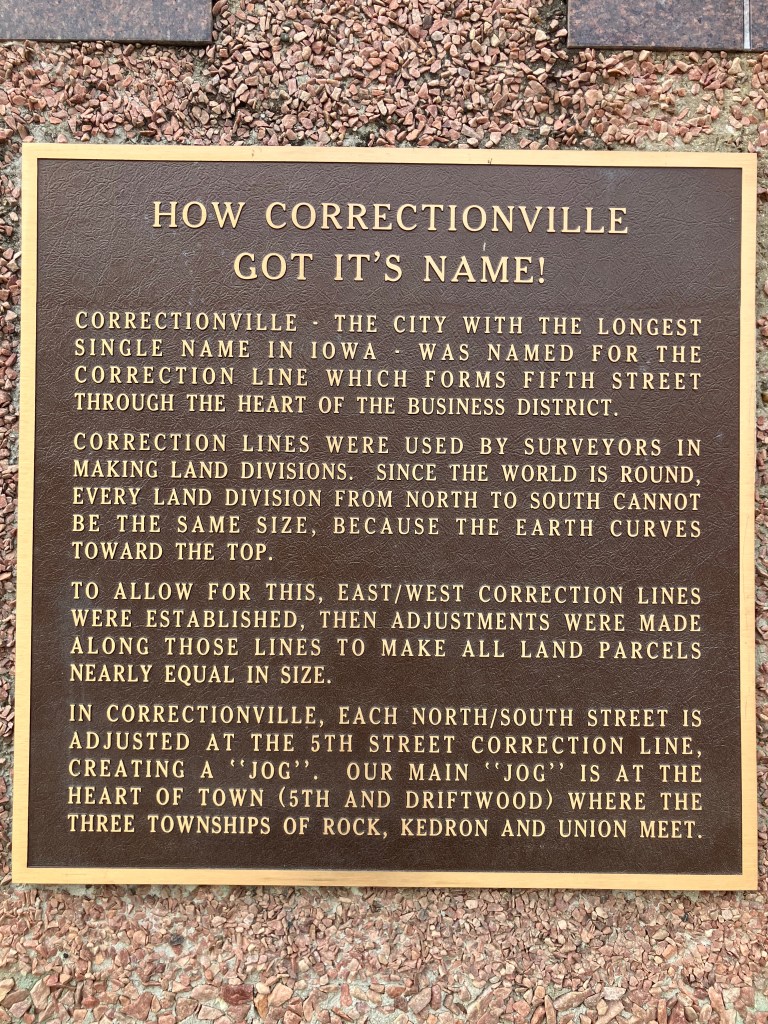 HOW CORRECTIONVILLE
GOT IT'S NAME!
CORRECTIONVILLE - THE CITY WITH THE LONGEST
SINGLE NAME IN IOWA - WAS NAMED FOR THE
CORRECTION LINE WHICH FORMS FIFTH STREET
THROUGH THE HEART OF THE BUSINESS DISTRICT.
CORRECTION LINES WERE USED BY SURVEYORS IN
MAKING LAND DIVISIONS. SINCE THE WORLD IS ROUND,
EVERY LAND DIVISION FROM NORTH TO SOUTH CANNOT
BE THE SAME SIZE, BECAUSE THE EARTH CURVES
TOWARD THE TOP.
TO ALLOW FOR THIS, EAST/WEST CORRECTION LINES
WERE ESTABLISHED, THEN ADJUSTMENTS WERE MADE
ALONG THOSE LINES TO MAKE ALL LAND PARCELS
NEARLY EQUAL IN SIZE.
IN CORRECTIONVILLE, EACH NORTH/SOUTH STREET IS
ADJUSTED AT THE 5TH STREET CORRECTION LINE,
CREATING A "JOG". OUR MAIN "JOG" IS AT THE
HEART OF TOWN (5TH AND DRIFTWOOD) WHERE THE
THREE TOWNSHIPS OF ROCK, KEDRON AND UNION MEET.